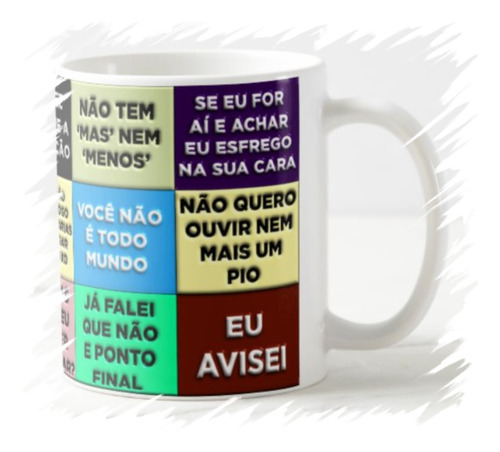 NÃO TEM
'MAS' NEM
'MENOS'
SE EU FOR
AÍ E ACHAR
EU ESFREGO
NA SUA CARA
VOCÊ NÃO
É TODO
MUNDO
NÃO QUERO
OUVIR NEM
MAIS UM
PIO
JÁ FALEI
QUE NÃO
E PONTO
FINAL
EU
AVISEI